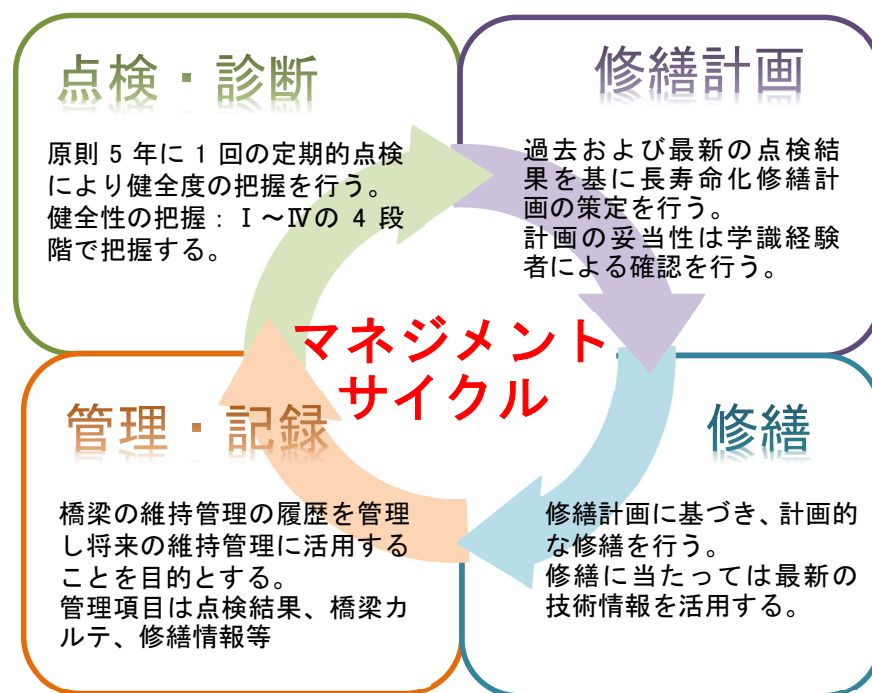 点検・診断
原則 5 年に 1 回の定期的点検
により健全度の把握を行う。
健全性の把握：Ⅰ～Ⅳの 4 段
階で把握する。
修繕計画
過去および最新の点検結
果を基に長寿命化修繕計
画の策定を行う。
計画の妥当性は学識経験
者による確認を行う。
マネジメント
サイクル
管理・記録
橋梁の維持管理の履歴を管理
し将来の維持管理に活用する
ことを目的とする。
管理項目は点検結果、橋梁カ
ルテ、修繕情報等
修繕
修繕計画に基づき、計画的
な修繕を行う。
修繕に当たっては最新の
技術情報を活用する。